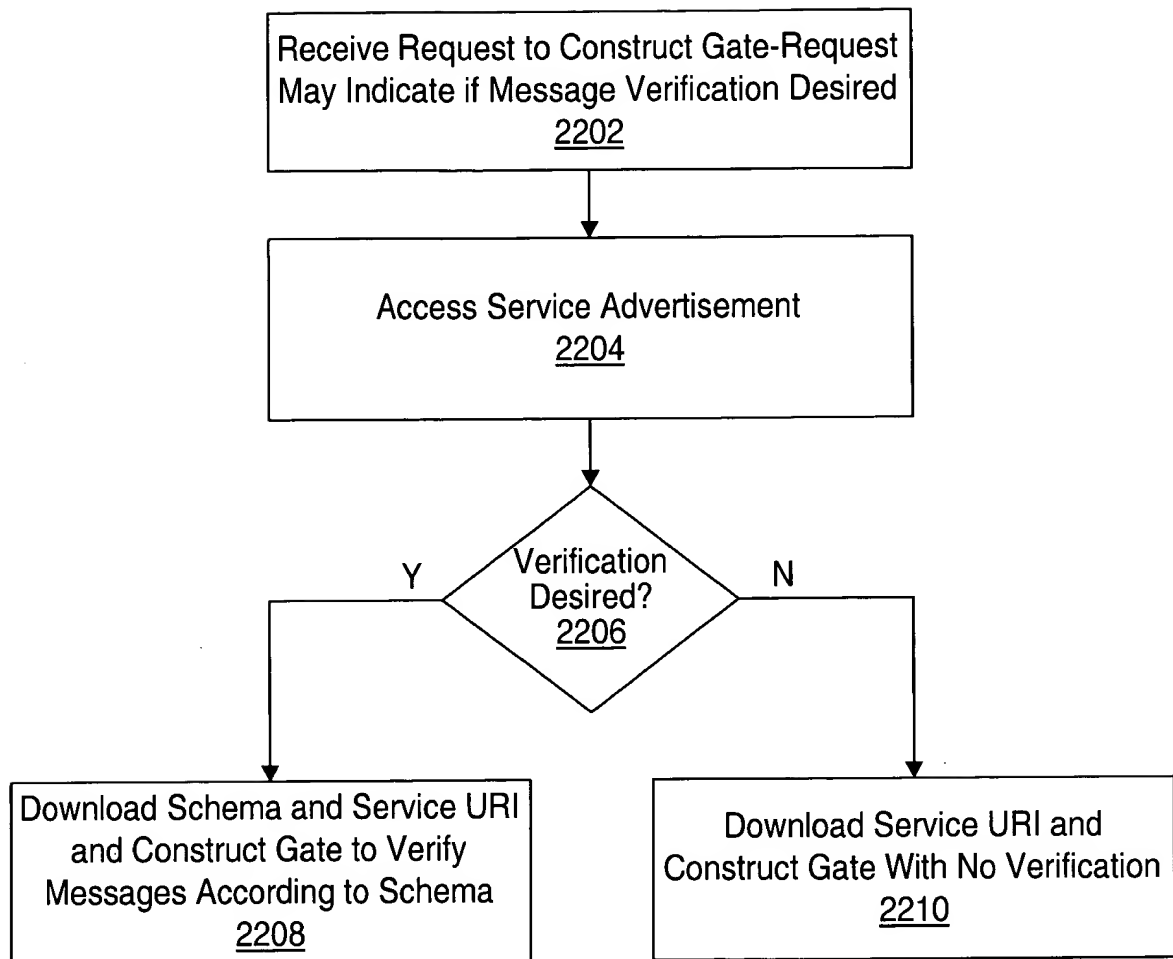 Receive Request to Construct Gate-Request
May Indicate if Message Verification Desired
2202
Access Service Advertisement
2204
Verification
Desired?
2206
Y
N
Download Schema and Service URI
and Construct Gate to Verify
Messages According to Schema
2208
Download Service URI and
Construct Gate With No Verification
2210